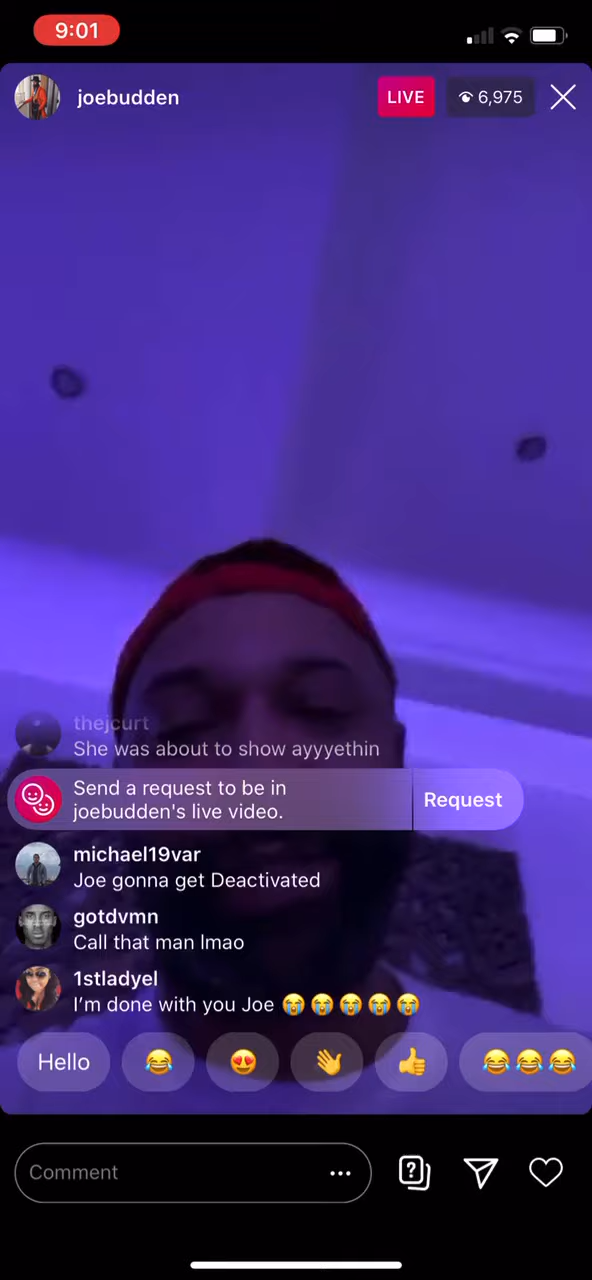 9:01
joebudden
LIVE
6,975
thejcurt
She was about to show ayyyethin
Send a request to be in
joebudden's live video.
Request
michael19var
Joe gonna get Deactivated
gotdvmn
Call that man lmao
1stladyel
I'm done with you Joe 😭😭😭😭😭
Hello 😂 😍 👋 👍 😂😂😂
Comment